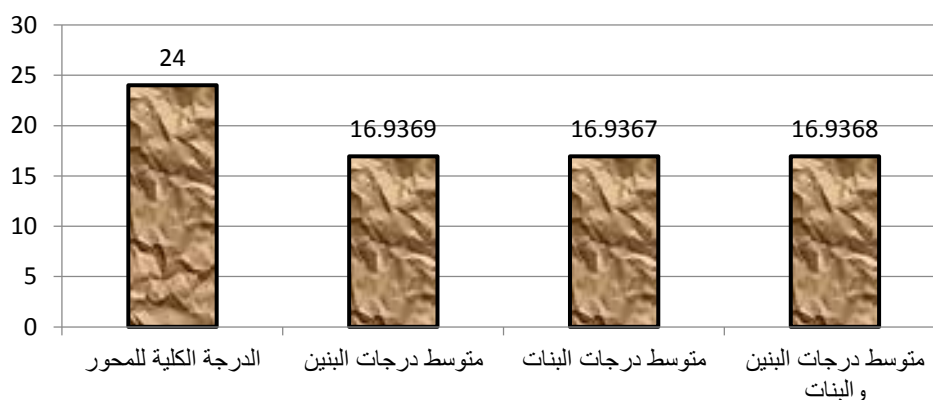 30
25
20
15
10
5
0
24
16.9369
16.9367
16.9368
الدرجة الكلية للمحور
متوسط درجات البنين
متوسط درجات البنات
متوسط درجات البنين
والبنات